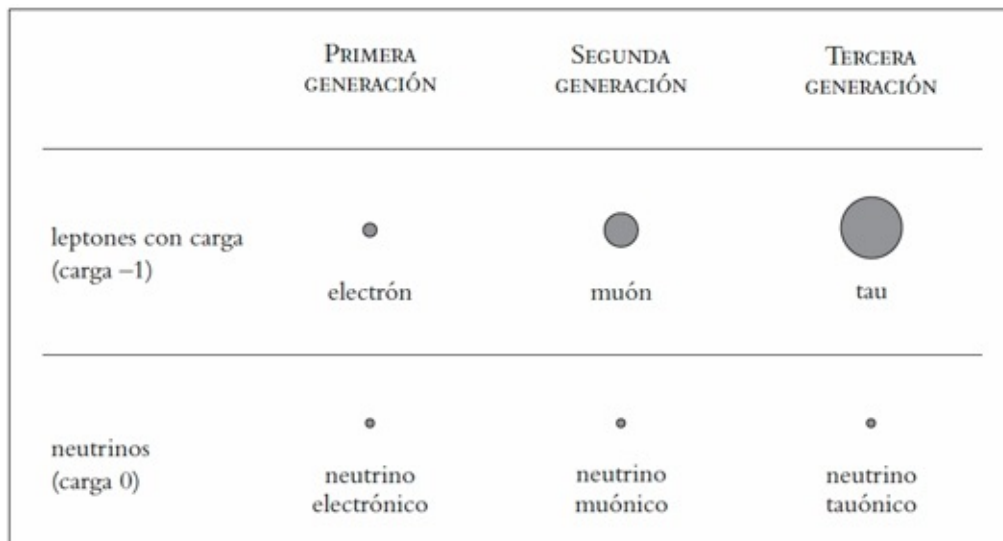 PRIMERA GENERACIÓN
SEGUNDA GENERACIÓN
TERCERA GENERACIÓN
leptones con carga
(carga –1)
electrón
muón
tau
neutrinos
(carga 0)
neutrino
electrónico
neutrino
muónico
neutrino
tauónico